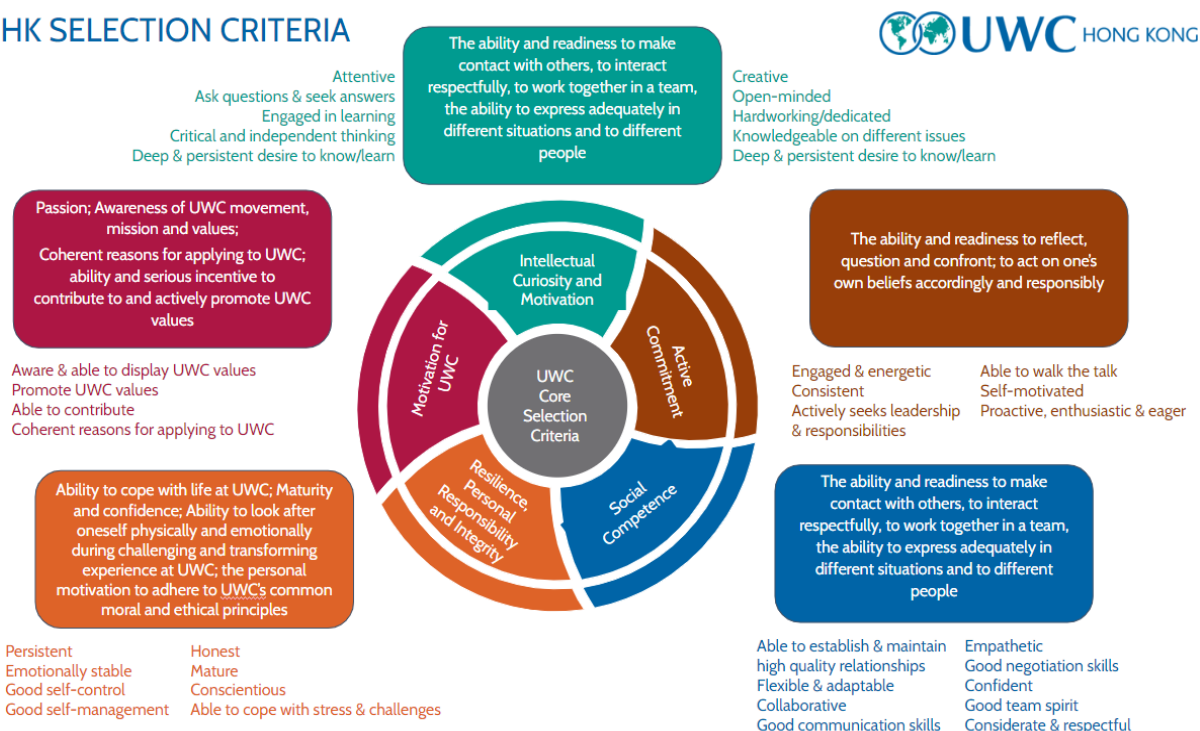 HK SELECTION CRITERIA
UWC HONG KONG
The ability and readiness to make
contact with others, to interact
respectfully, to work together in a team,
the ability to express adequately in
different situations and to different
people
Attentive
Ask questions & seek answers
Engaged in learning
Critical and independent thinking
Deep & persistent desire to know/learn
Creative
Open-minded
Hardworking/dedicated
Knowledgeable on different issues
Deep & persistent desire to know/learn
Passion; Awareness of UWC movement,
mission and values;
Coherent reasons for applying to UWC;
ability and serious incentive to
contribute to and actively promote UWC
values
Aware & able to display UWC values
Promote UWC values
Able to contribute
Coherent reasons for applying to UWC
Intellectual
Curiosity and
Motivation
Active
Commitment
Social
Competence
Resilience,
Personal
Responsibility
and Integrity
Motivation for
UWC
UWC
Core
Selection
Criteria
The ability and readiness to reflect,
question and confront; to act on one's
own beliefs accordingly and responsibly
Engaged & energetic
Consistent
Actively seeks leadership
& responsibilities
Able to walk the talk
Self-motivated
Proactive, enthusiastic & eager
Ability to cope with life at UWC; Maturity
and confidence; Ability to look after
oneself physically and emotionally
during challenging and transforming
experience at UWC; the personal
motivation to adhere to UWC's common
moral and ethical principles
Persistent
Emotionally stable
Good self-control
Good self-management
Honest
Mature
Conscientious
Able to cope with stress & challenges
The ability and readiness to make
contact with others, to interact
respectfully, to work together in a team,
the ability to express adequately in
different situations and to different
people
Able to establish & maintain
high quality relationships
Flexible & adaptable
Collaborative
Good communication skills
Empathetic
Good negotiation skills
Confident
Good team spirit
Considerate & respectful